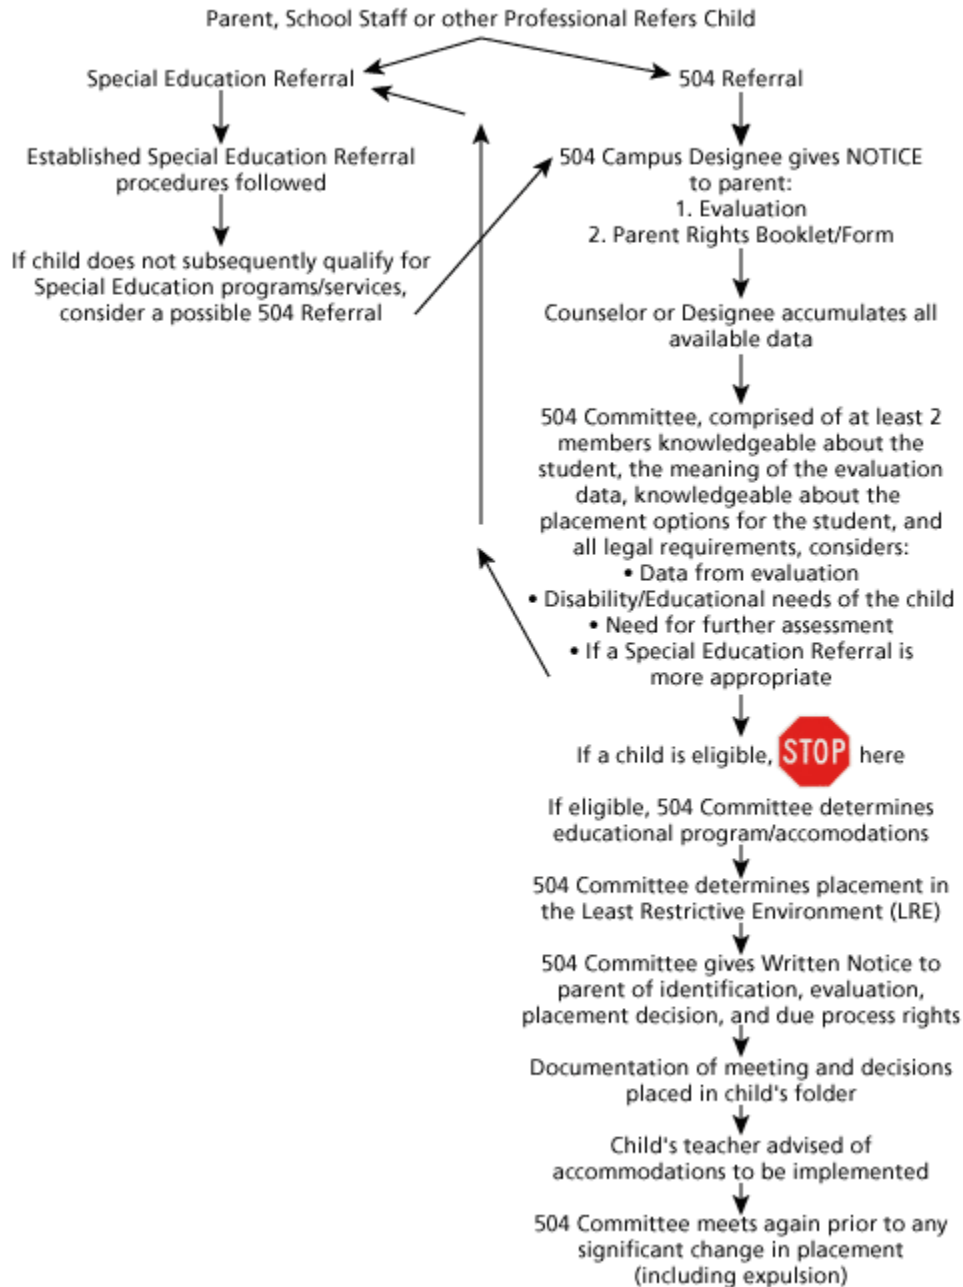 Parent, School Staff or other Professional Refers Child
Special Education Referral
Established Special Education Referral
procedures followed
If child does not subsequently qualify for
Special Education programs/services,
consider a possible 504 Referral
504 Referral
504 Campus Designee gives NOTICE
to parent:
1. Evaluation
2. Parent Rights Booklet/Form
Counselor or Designee accumulates all
available data
504 Committee, comprised of at least 2
members knowledgeable about the
student, the meaning of the evaluation
data, knowledgeable about the
placement options for the student, and
all legal requirements, considers:
• Data from evaluation
• Disability/Educational needs of the child
• Need for further assessment
• If a Special Education Referral is
more appropriate
If a child is eligible, STOP here
If eligible, 504 Committee determines
educational program/accomodations
504 Committee determines placement in
the Least Restrictive Environment (LRE)
504 Committee gives Written Notice to
parent of identification, evaluation,
placement decision, and due process rights
Documentation of meeting and decisions
placed in child's folder
Child's teacher advised of
accommodations to be implemented
504 Committee meets again prior to any
significant change in placement
(including expulsion)